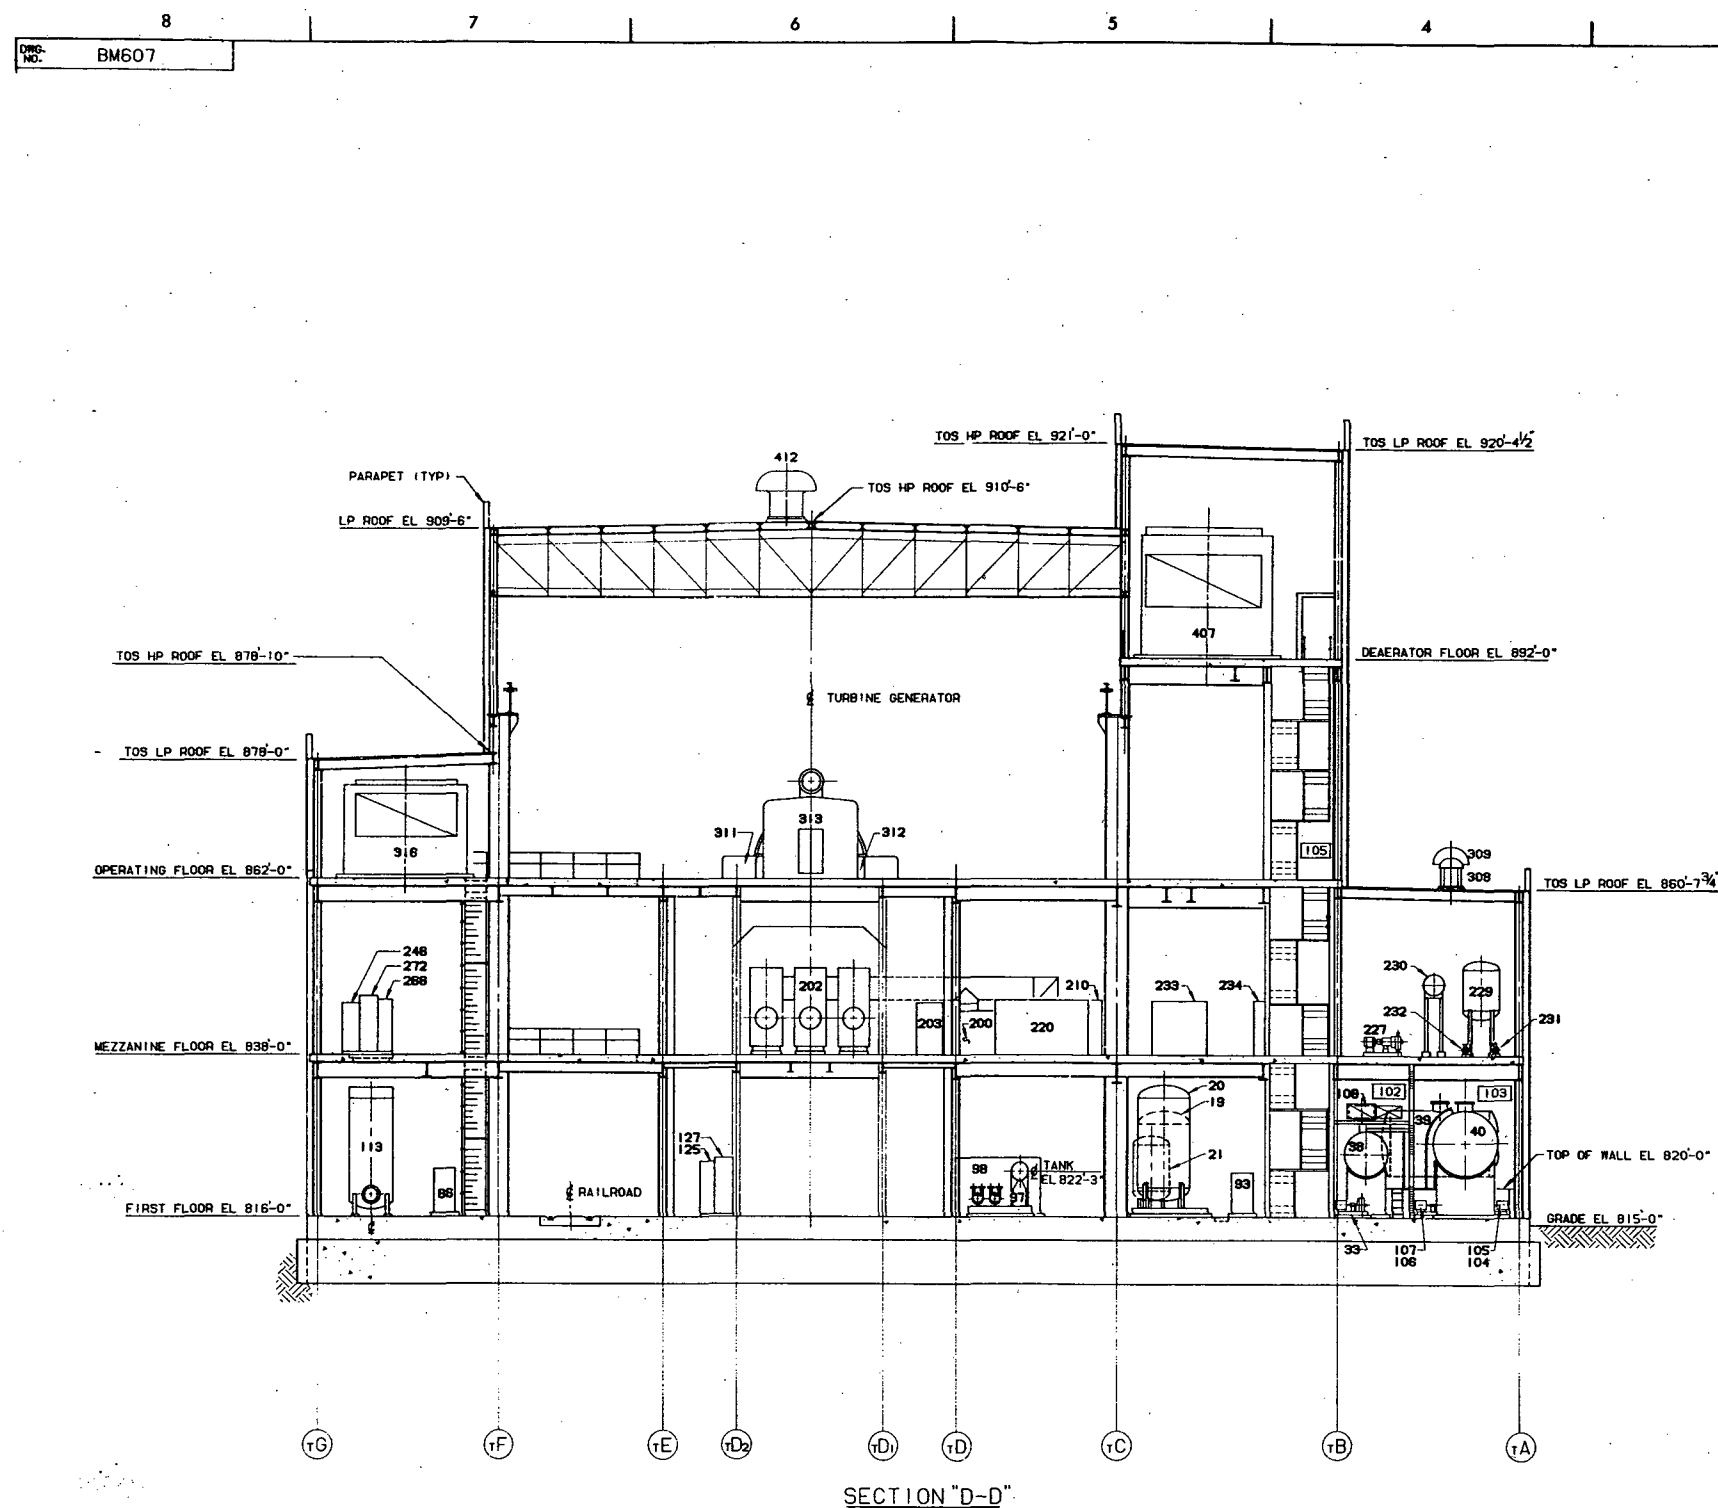 8 7 6 5 4
DWG. NO. BM607
TOS HP ROOF EL 921'-0"
TOS LP ROOF EL 920'-4½"
412
PARAPET (TYP)
TOS HP ROOF EL 910'-6"
LP ROOF EL 909'-6"
407
TOS HP ROOF EL 878'-10"
DEAERATOR FLOOR EL 892'-0"
℄ TURBINE GENERATOR
TOS LP ROOF EL 878'-0"
311 313 312
316
105
309
308
OPERATING FLOOR EL 862'-0"
TOS LP ROOF EL 860'-7¾"
248
272
268
202
203
200
220
210
233
234
230
229
232
231
227
MEZZANINE FLOOR EL 838'-0"
108
102
103
20
19
39
38
40
127
125
113
21
98
℄ TANK
EL 822'-3"
97
TOP OF WALL EL 820'-0"
88
℄ RAILROAD
93
FIRST FLOOR EL 816'-0"
GRADE EL 815'-0"
℄
33
107
106
105
104
TG TF TE TD2 TD1 TD TC TB TA
SECTION "D-D"